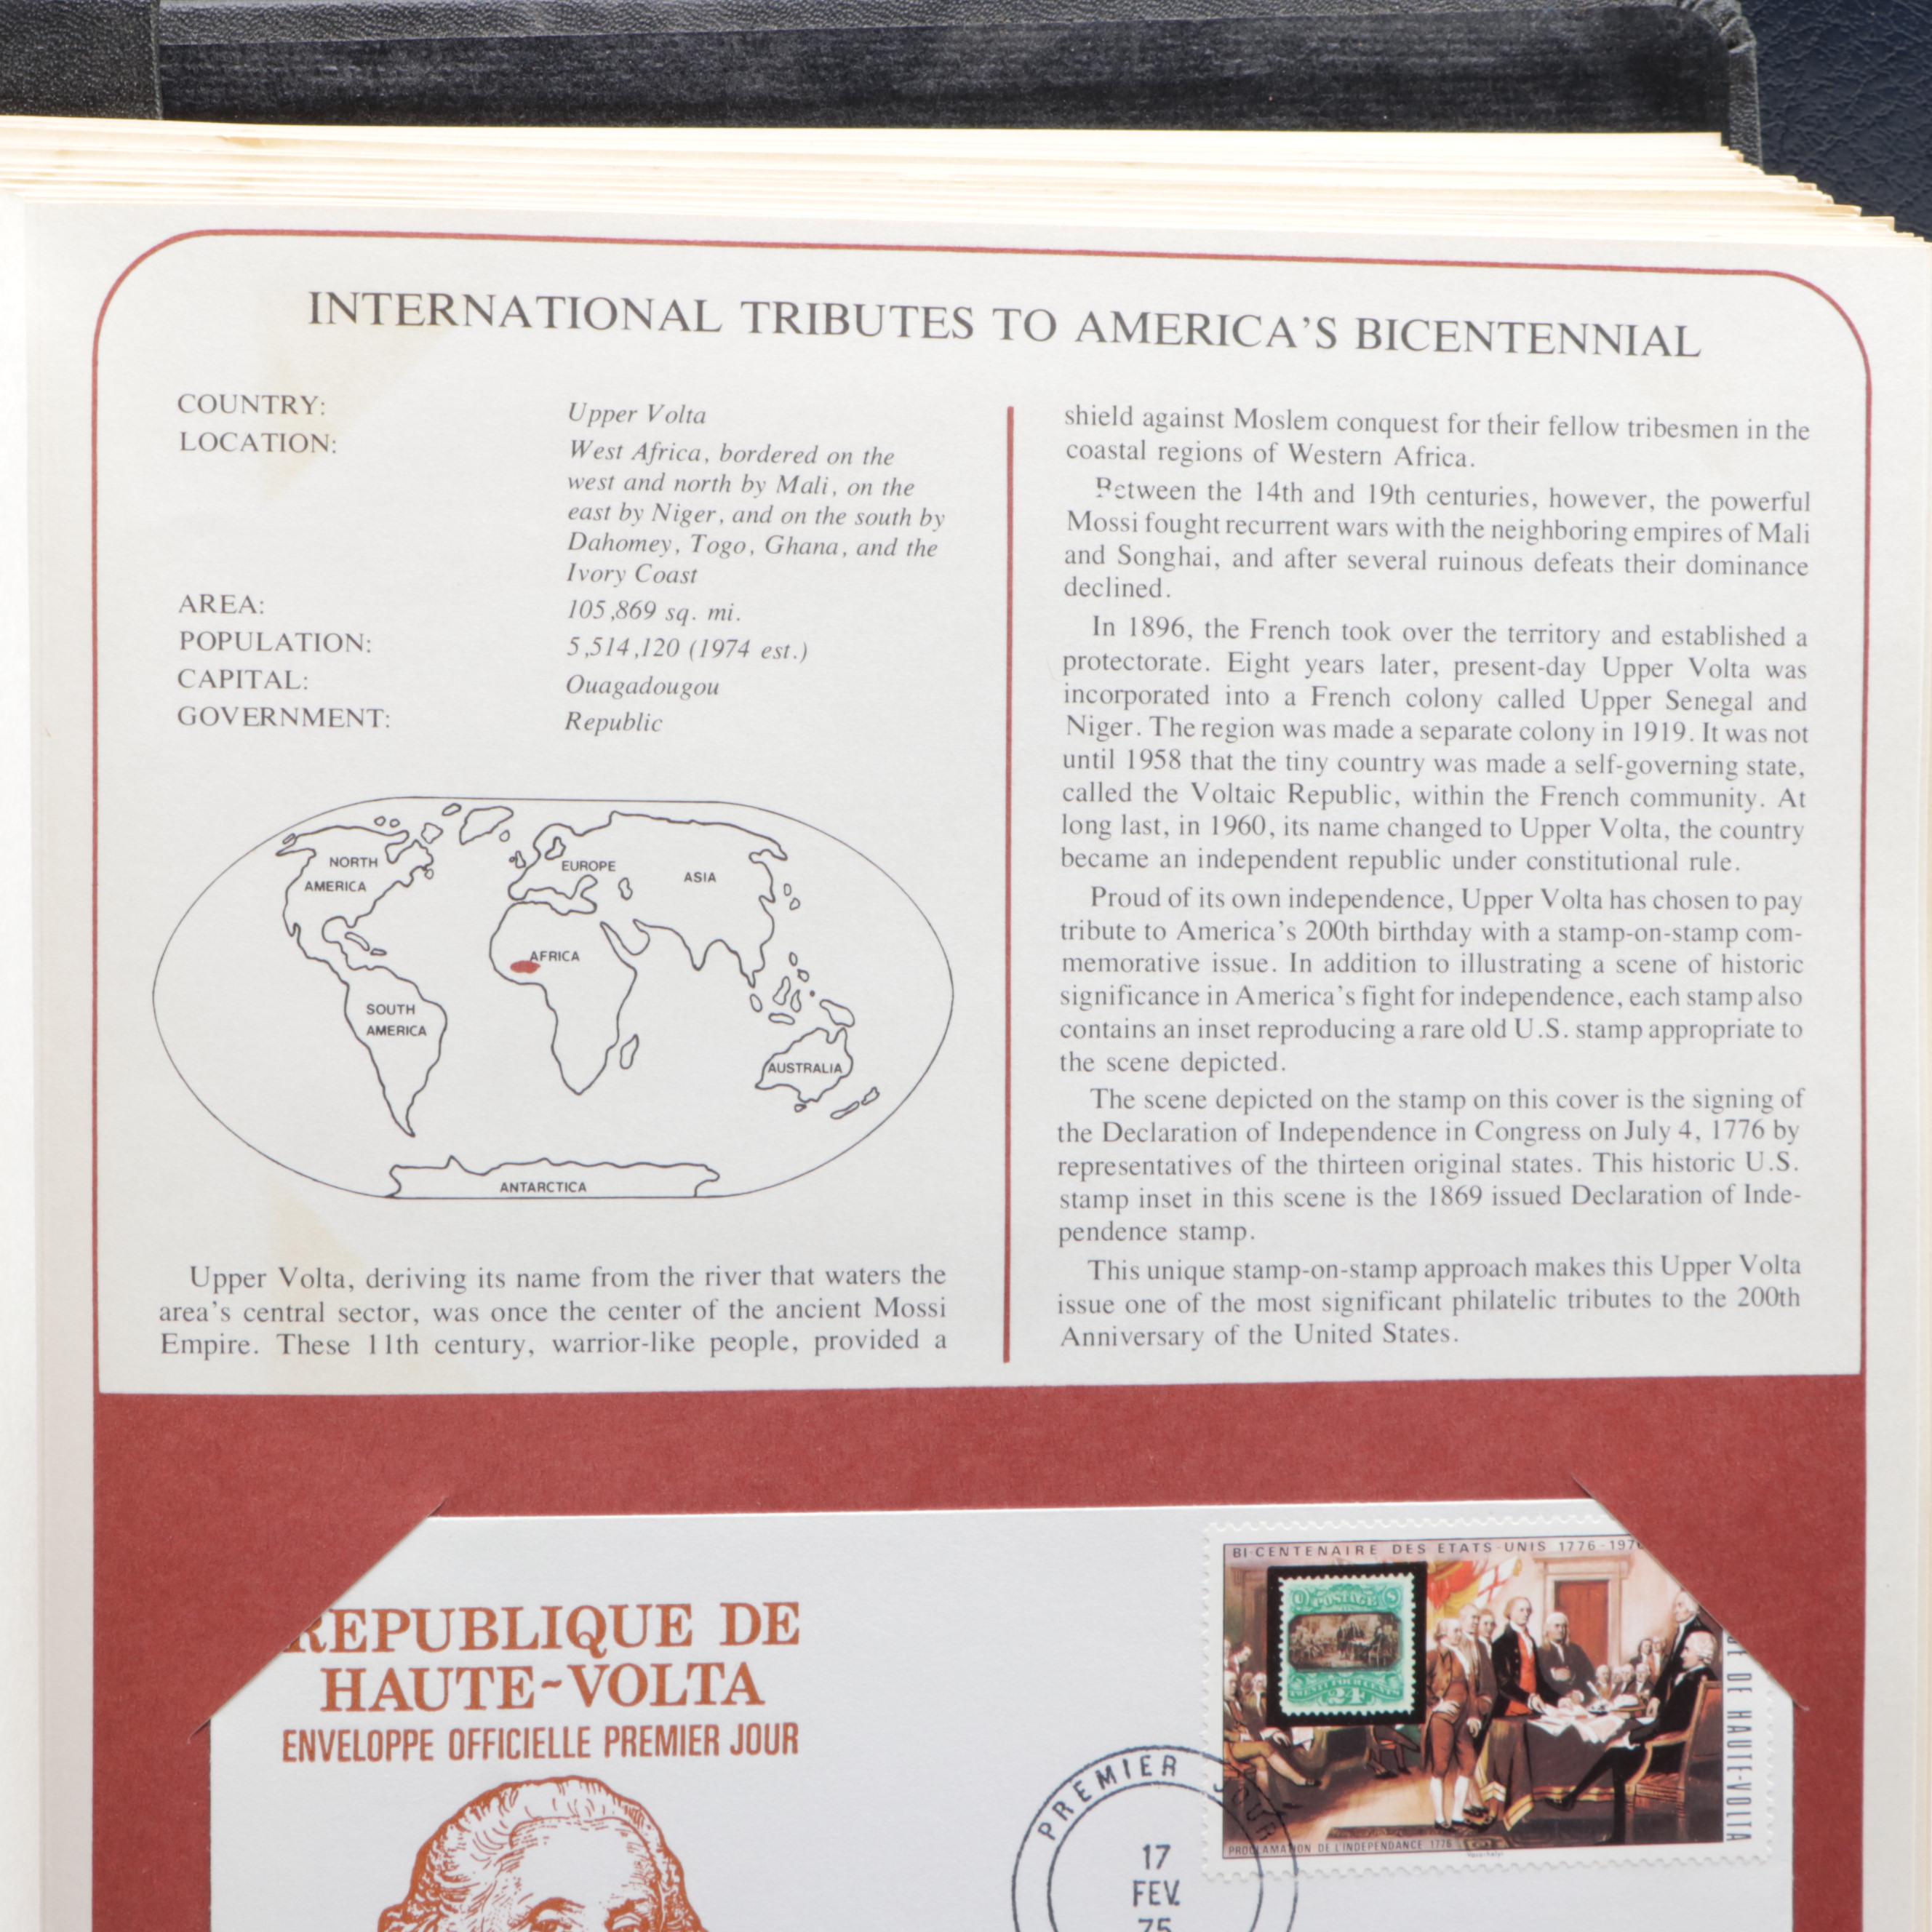 INTERNATIONAL TRIBUTES TO AMERICA'S BICENTENNIAL
COUNTRY: Upper Volta
LOCATION: West Africa, bordered on the
west and north by Mali, on the
east by Niger, and on the south by
Dahomey, Togo, Ghana, and the
Ivory Coast
AREA: 105,869 sq. mi.
POPULATION: 5,514,120 (1974 est.)
CAPITAL: Ouagadougou
GOVERNMENT: Republic
NORTH
AMERICA
EUROPE
ASIA
AFRICA
SOUTH
AMERICA
AUSTRALIA
ANTARCTICA
Upper Volta, deriving its name from the river that waters the
area's central sector, was once the center of the ancient Mossi
Empire. These 11th century, warrior-like people, provided a
shield against Moslem conquest for their fellow tribesmen in the
coastal regions of Western Africa.
Between the 14th and 19th centuries, however, the powerful
Mossi fought recurrent wars with the neighboring empires of Mali
and Songhai, and after several ruinous defeats their dominance
declined.
In 1896, the French took over the territory and established a
protectorate. Eight years later, present-day Upper Volta was
incorporated into a French colony called Upper Senegal and
Niger. The region was made a separate colony in 1919. It was not
until 1958 that the tiny country was made a self-governing state,
called the Voltaic Republic, within the French community. At
long last, in 1960, its name changed to Upper Volta, the country
became an independent republic under constitutional rule.
Proud of its own independence, Upper Volta has chosen to pay
tribute to America's 200th birthday with a stamp-on-stamp com-
memorative issue. In addition to illustrating a scene of historic
significance in America's fight for independence, each stamp also
contains an inset reproducing a rare old U.S. stamp appropriate to
the scene depicted.
The scene depicted on the stamp on this cover is the signing of
the Declaration of Independence in Congress on July 4, 1776 by
representatives of the thirteen original states. This historic U.S.
stamp inset in this scene is the 1869 issued Declaration of Inde-
pendence stamp.
This unique stamp-on-stamp approach makes this Upper Volta
issue one of the most significant philatelic tributes to the 200th
Anniversary of the United States.
REPUBLIQUE DE
HAUTE-VOLTA
ENVELOPPE OFFICIELLE PREMIER JOUR
BI-CENTENAIRE DES ETATS-UNIS 1776-197
U POSTAGE S
TWENTY FOUR CENTS
24
DE HAUTE-VOLTA
PROCLAMATION DE L'INDEPENDANCE 1776
PREMIER JOUR
17
FEV.
75